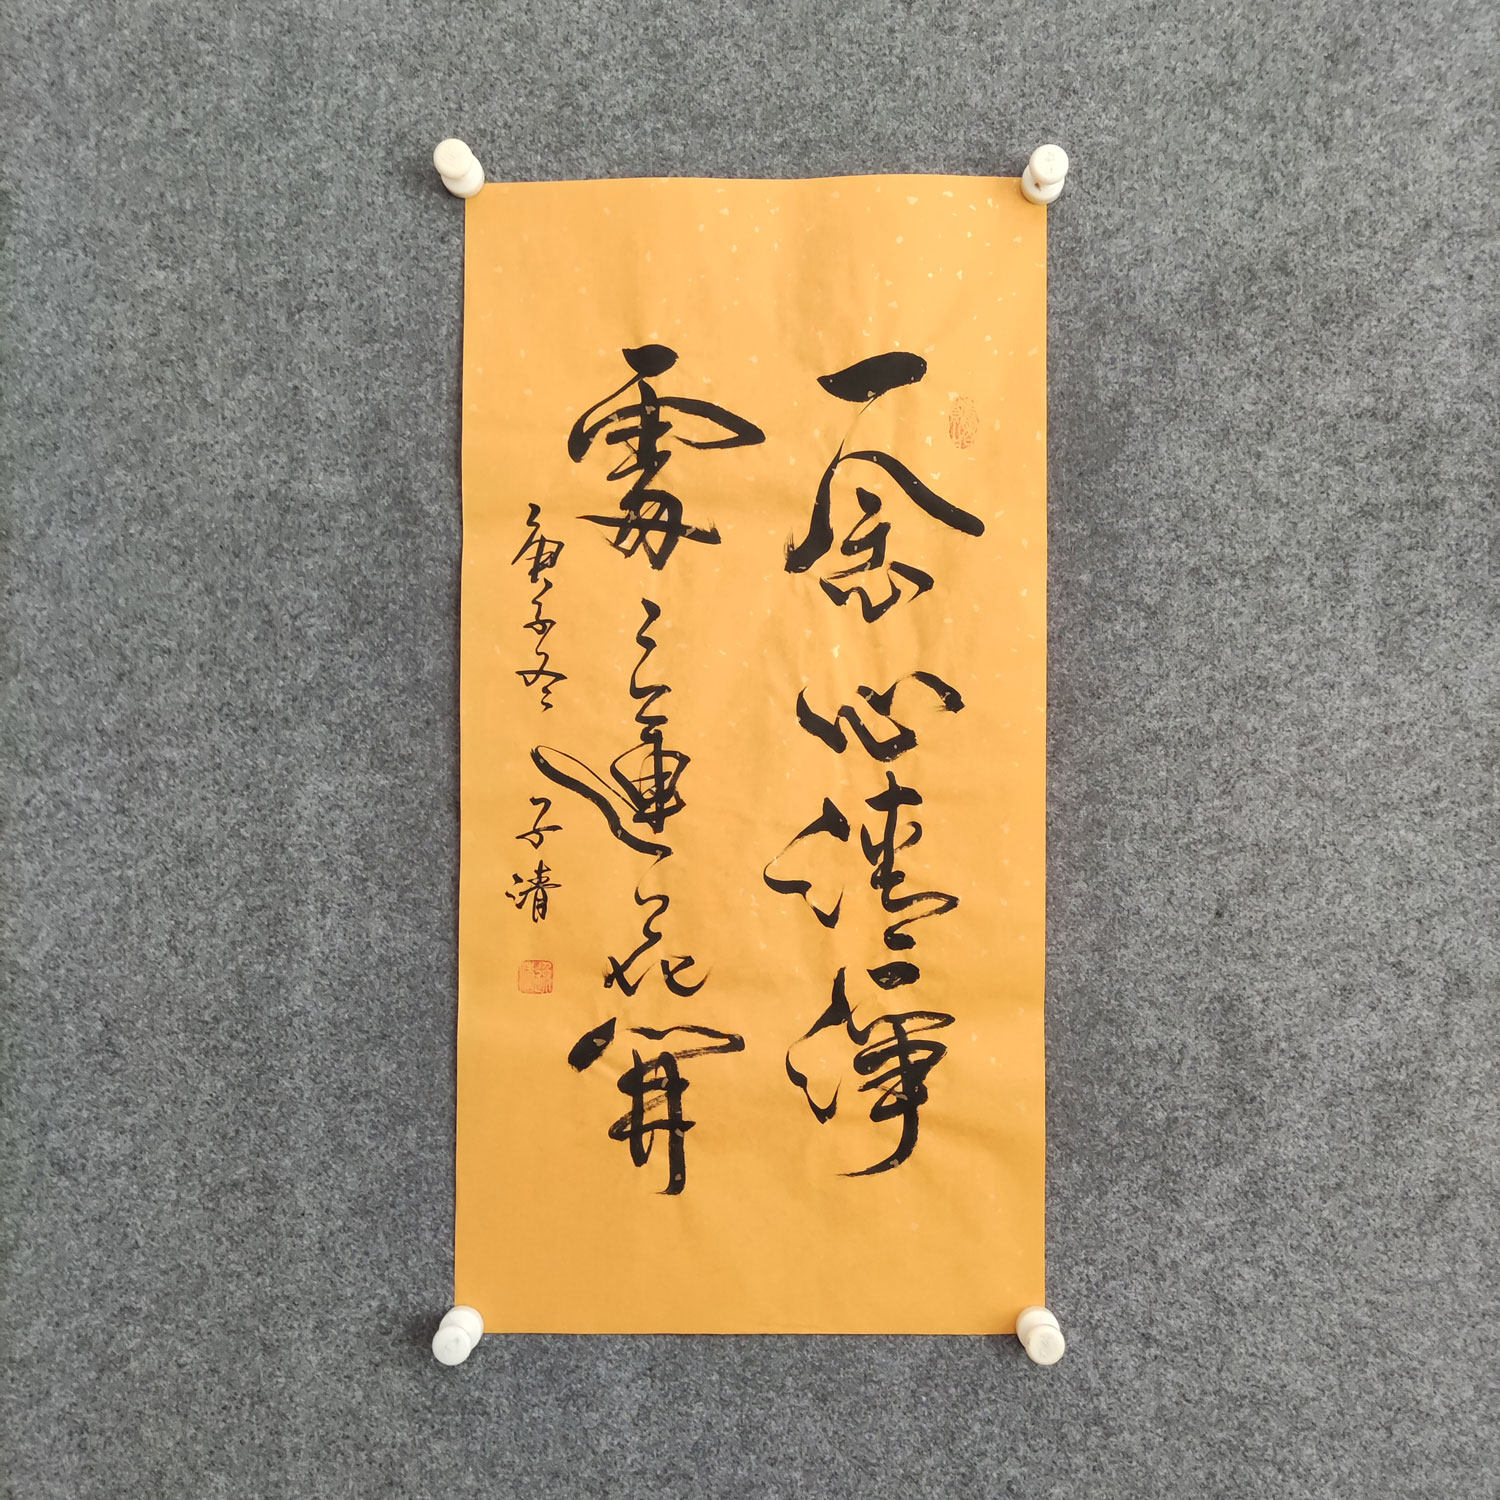 一念心清淨
處々蓮花開
庚子冬 子清